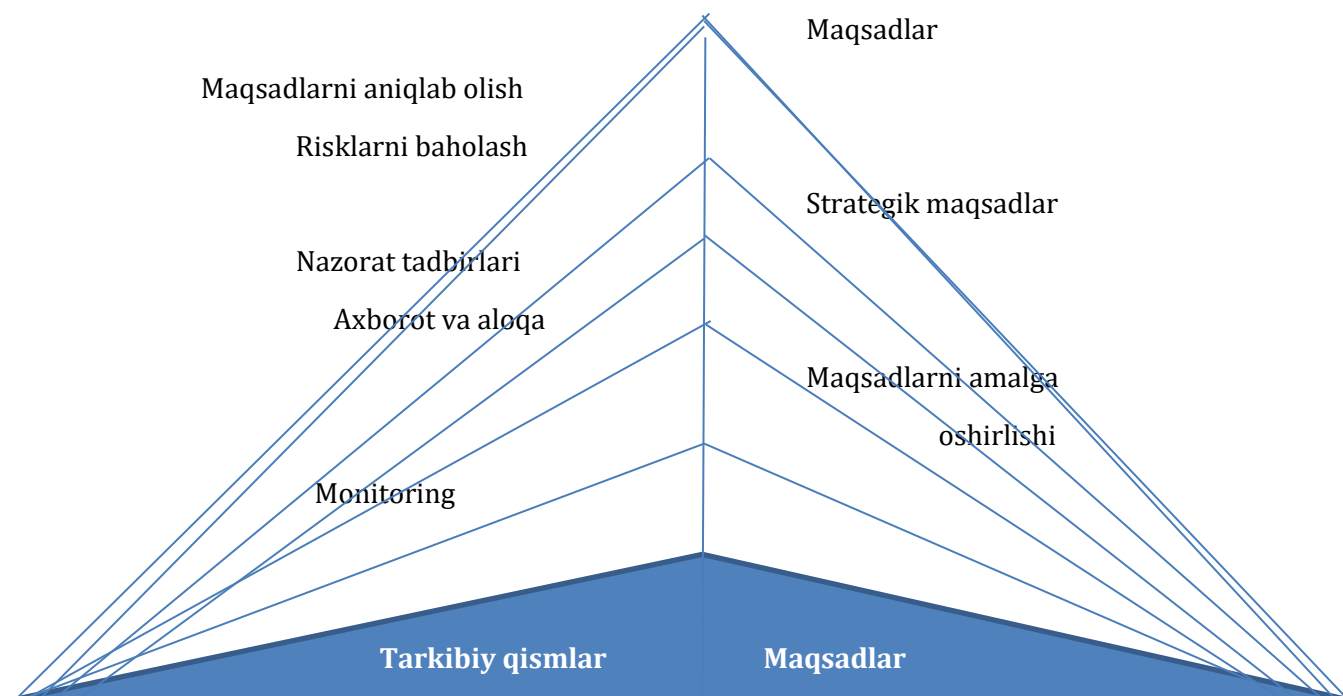 Maqsadlar
Maqsadlarni aniqlab olish
Risklarni baholash
Strategik maqsadlar
Nazorat tadbirlari
Axborot va aloqa
Maqsadlarni amalga
oshirlishi
Monitoring
Tarkibiy qismlar
Maqsadlar